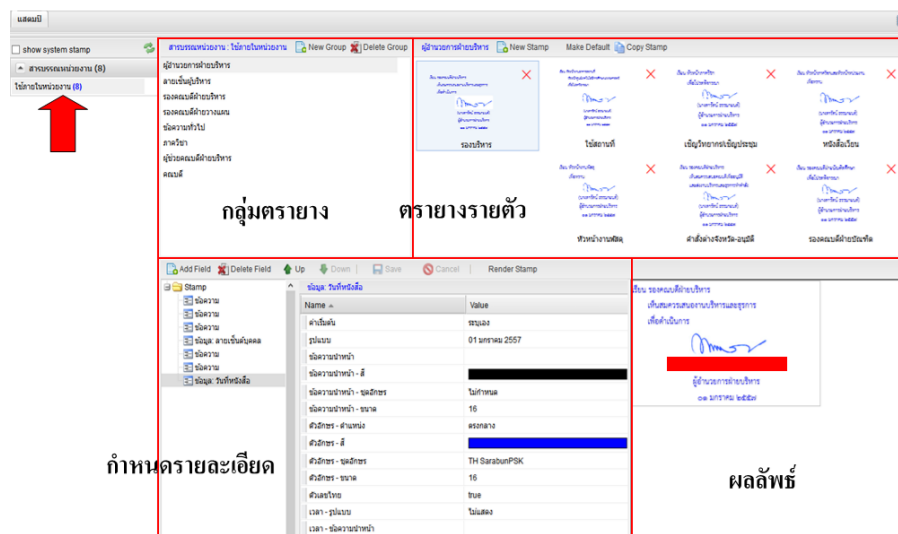 แสตมป์
show system stamp
สารบรรณหน่วยงาน (8)
ใช้ภายในหน่วยงาน (8)
สารบรรณหน่วยงาน : ใช้ภายในหน่วยงาน New Group Delete Group
ผู้อำนวยการฝ่ายบริหาร
ลายเซ็นผู้บริหาร
รองคณบดีฝ่ายบริหาร
รองคณบดีฝ่ายวางแผน
ข้อความทั่วไป
ภาควิชา
ผู้ช่วยคณบดีฝ่ายบริหาร
คณบดี
กลุ่มตรายาง
ผู้อำนวยการฝ่ายบริหาร New Stamp Make Default Copy Stamp
รองบริหาร
ใช้สถานที่
เชิญวิทยากร/เชิญประชุม
หนังสือเวียน
ตรายางรายตัว
หัวหน้างานพัสดุ
คำสั่งต่างจังหวัด-อนุมัติ
รองคณบดีฝ่ายบัณฑิต
Add Field Delete Field Up Down Save Cancel Render Stamp
Stamp
ข้อความ
ข้อความ
ข้อความ
ข้อมูล: ลายเซ็นต์บุคคล
ข้อความ
ข้อความ
ข้อมูล: วันที่หนังสือ
กำหนดรายละเอียด
ข้อมูล: วันที่หนังสือ
Name Value
ค่าเริ่มต้น ระบุเอง
รูปแบบ 01 มกราคม 2557
ข้อความนำหน้า
ข้อความนำหน้า - สี
ข้อความนำหน้า - ชุดอักษร ไม่กำหนด
ข้อความนำหน้า - ขนาด 16
ตัวอักษร - ตำแหน่ง ตรงกลาง
ตัวอักษร - สี
ตัวอักษร - ชุดอักษร TH SarabunPSK
ตัวอักษร - ขนาด 16
ตัวเลขไทย true
เวลา - รูปแบบ ไม่แสดง
เวลา - ข้อความนำหน้า
เรียน รองคณบดีฝ่ายบริหาร
เห็นสมควรเสนองานบริหารและธุรการ
เพื่อดำเนินการ
ผู้อำนวยการฝ่ายบริหาร
๐๑ มกราคม ๒๕๕๗
ผลลัพธ์